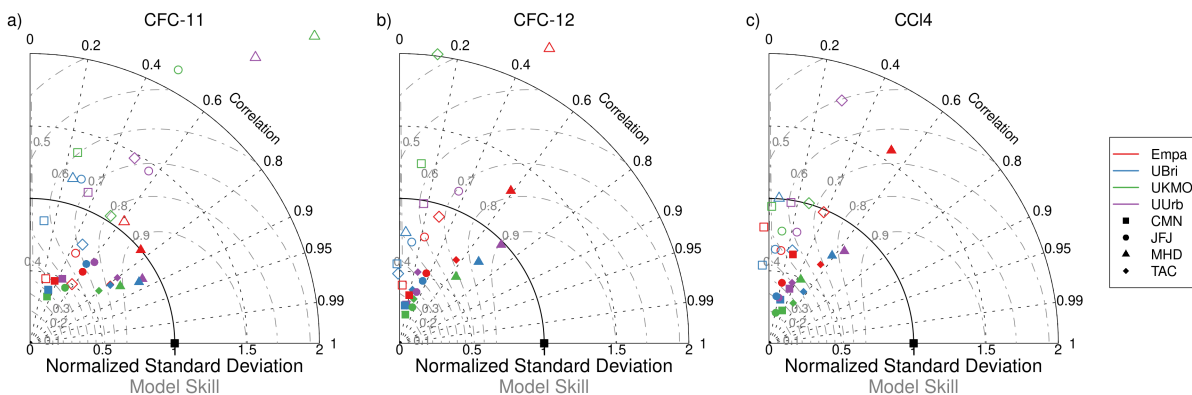 a) CFC-11
0 0.2 0.4 0.6 0.8 0.9 0.95 0.99 1
Correlation
0.5 0.6 0.7 0.8 0.9 0.4 0.3 0.2
0 0.5 1 1.5 2
Normalized Standard Deviation
Model Skill
b) CFC-12
0 0.2 0.4 0.6 0.8 0.9 0.95 0.99 1
Correlation
0.5 0.6 0.7 0.8 0.9 0.4 0.3 0.2
0 0.5 1 1.5 2
Normalized Standard Deviation
Model Skill
c) CCl4
0 0.2 0.4 0.6 0.8 0.9 0.95 0.99 1
Correlation
0.5 0.6 0.7 0.8 0.9 0.4 0.3 0.2
0 0.5 1 1.5 2
Normalized Standard Deviation
Model Skill
Empa
UBri
UKMO
UUrb
CMN
JFJ
MHD
TAC